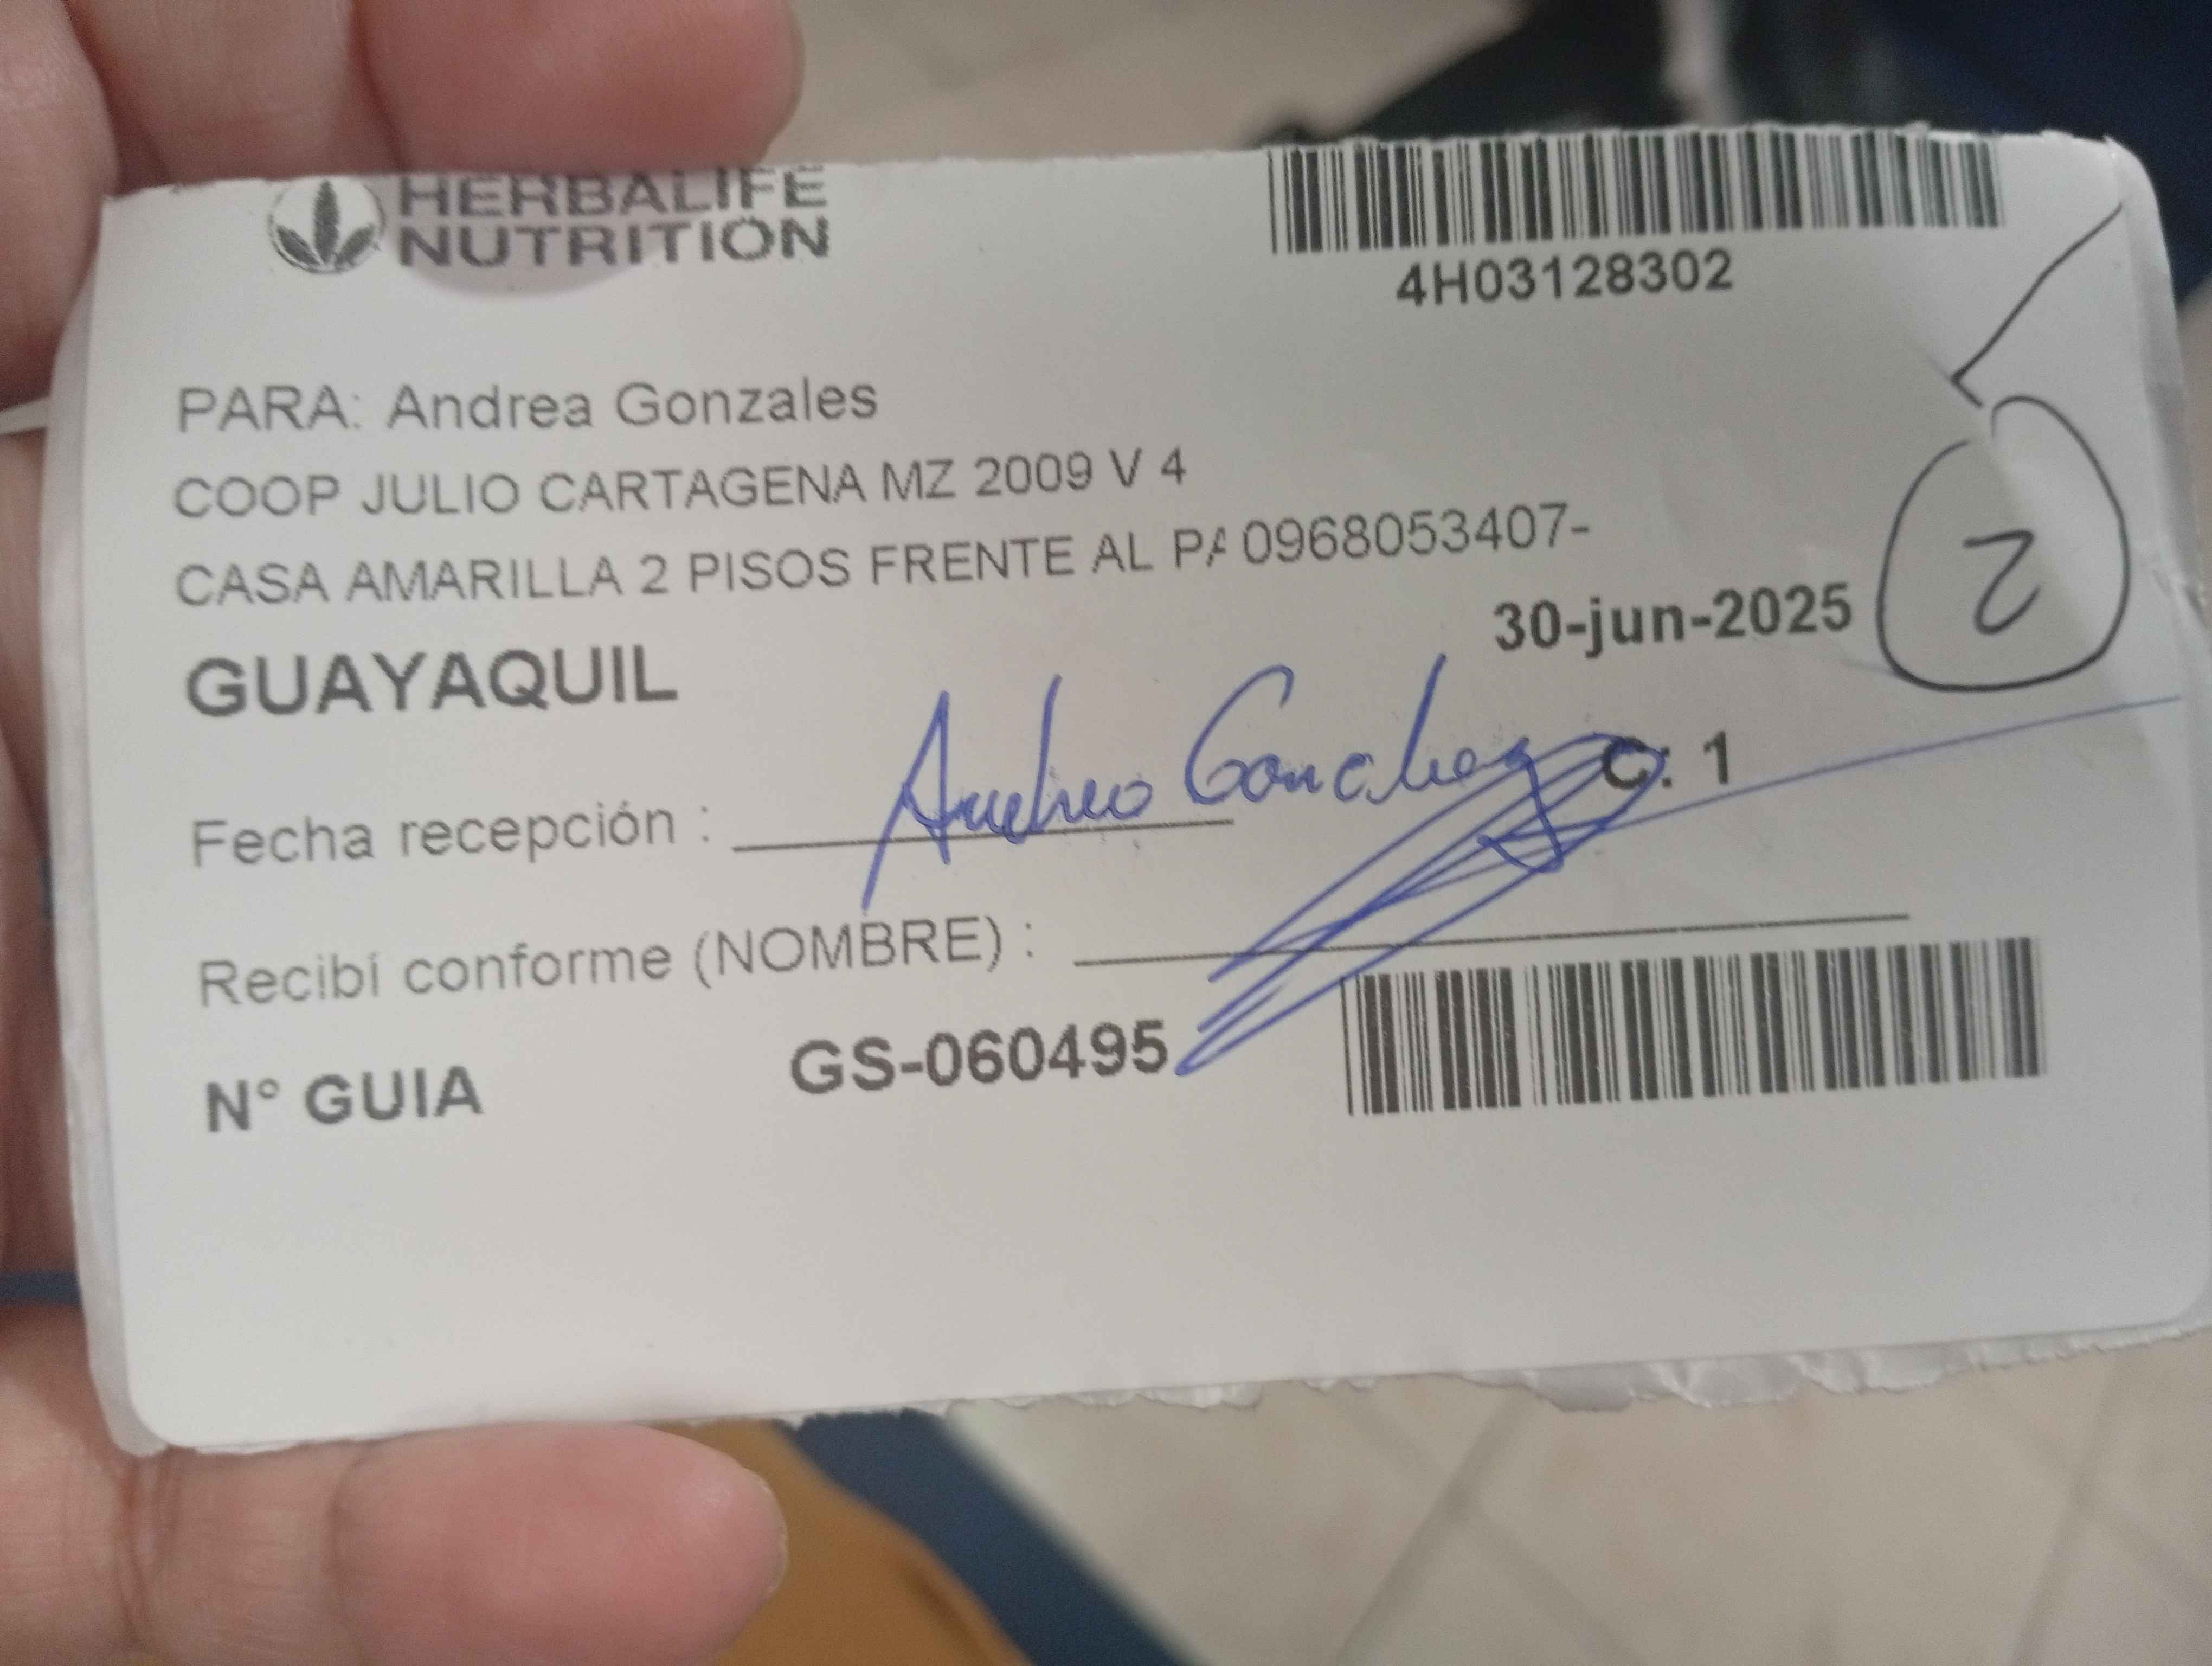 HERBALIFE
NUTRITION
4H03128302
PARA: Andrea Gonzales
COOP JULIO CARTAGENA MZ 2009 V 4
CASA AMARILLA 2 PISOS FRENTE AL PA 0968053407-
30-jun-2025
2
GUAYAQUIL
C: 1
Fecha recepción :
Recibí conforme (NOMBRE) :
N° GUIA GS-060495